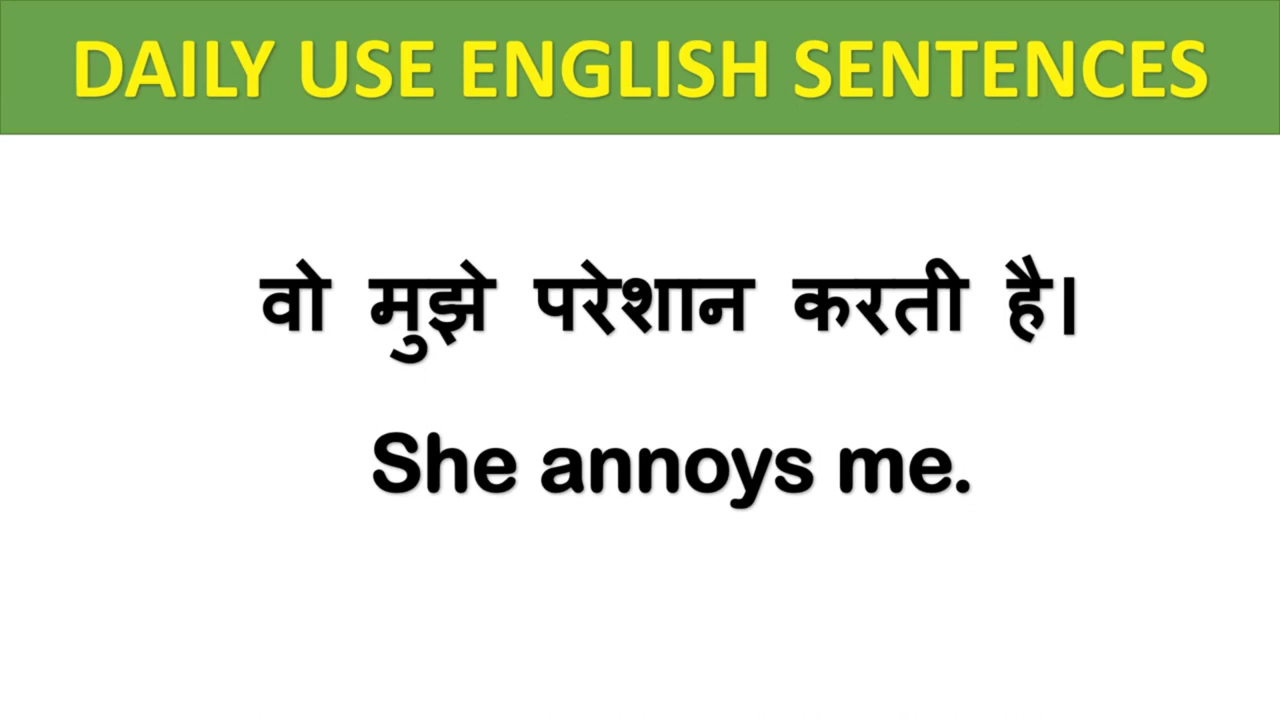 DAILY USE ENGLISH SENTENCES
वो मुझे परेशान करती है।
She annoys me.